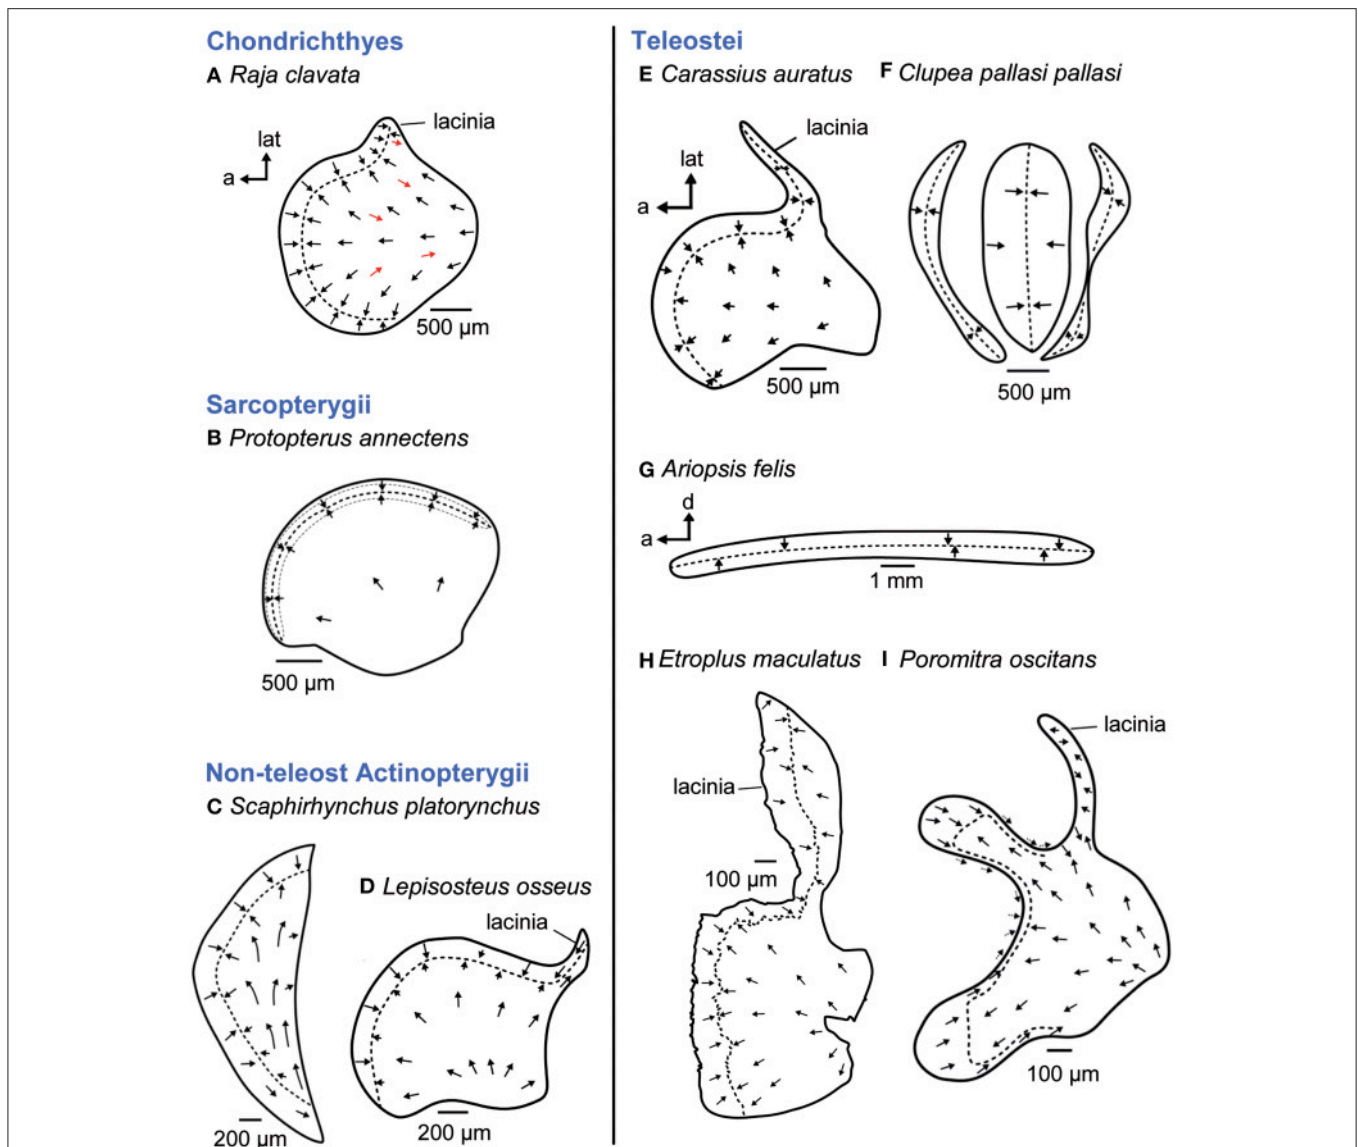 Chondrichthyes
A Raja clavata
lacinia
lat
a
500 µm
Sarcopterygii
B Protopterus annectens
500 µm
Non-teleost Actinopterygii
C Scaphirhynchus platorynchus
200 µm
D Lepisosteus osseus
lacinia
200 µm
Teleostei
E Carassius auratus
lacinia
lat
a
500 µm
F Clupea pallasi pallasi
500 µm
G Ariopsis felis
d
a
1 mm
H Etroplus maculatus
lacinia
100 µm
I Poromitra oscitans
lacinia
100 µm